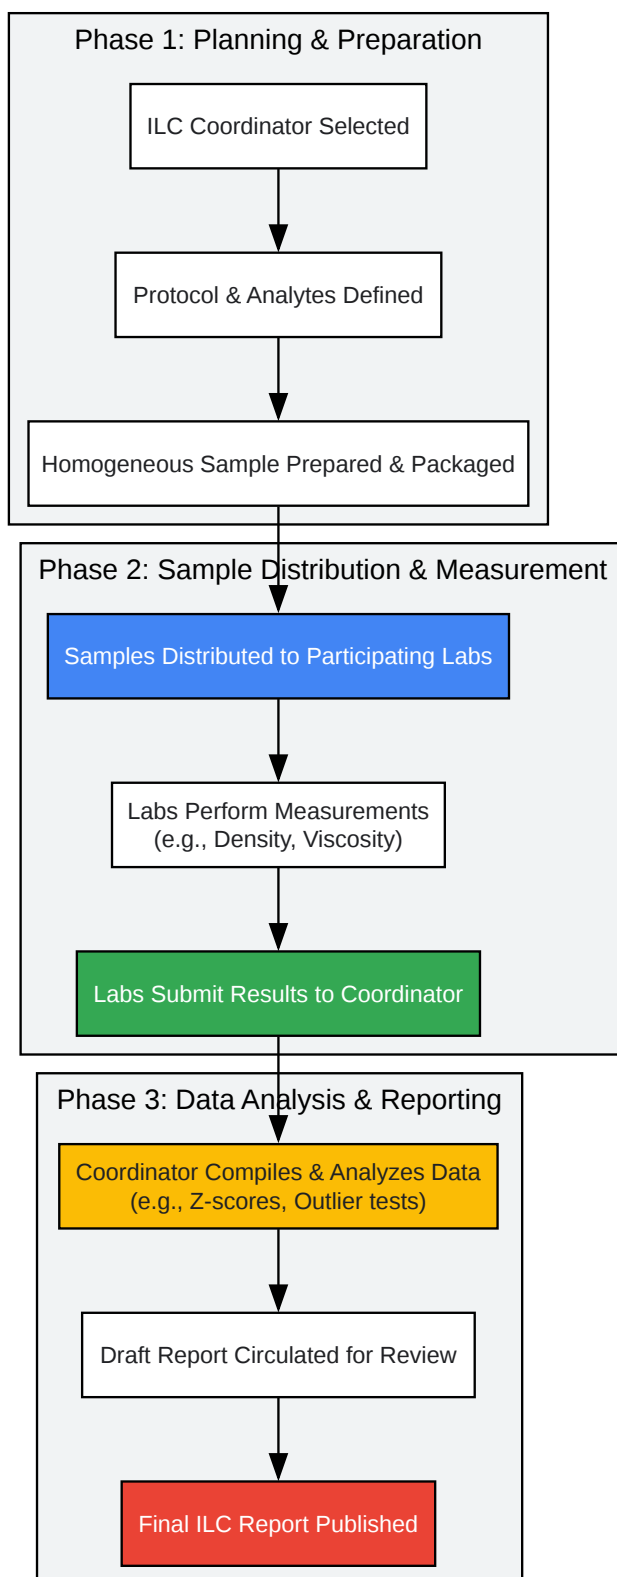 Phase 1: Planning & Preparation
ILC Coordinator Selected
Protocol & Analytes Defined
Homogeneous Sample Prepared & Packaged
Phase 2: Sample Distribution & Measurement
Samples Distributed to Participating Labs
Labs Perform Measurements
(e.g., Density, Viscosity)
Labs Submit Results to Coordinator
Phase 3: Data Analysis & Reporting
Coordinator Compiles & Analyzes Data
(e.g., Z-scores, Outlier tests)
Draft Report Circulated for Review
Final ILC Report Published